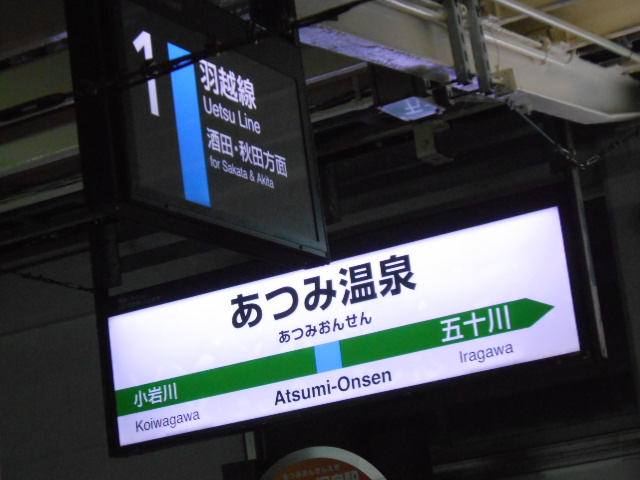 1
羽越線
Uetsu Line
酒田・秋田方面
for Sakata & Akita
あつみ温泉
あつみおんせん
小岩川
五十川
Koiwagawa
Atsumi-Onsen
Iragawa